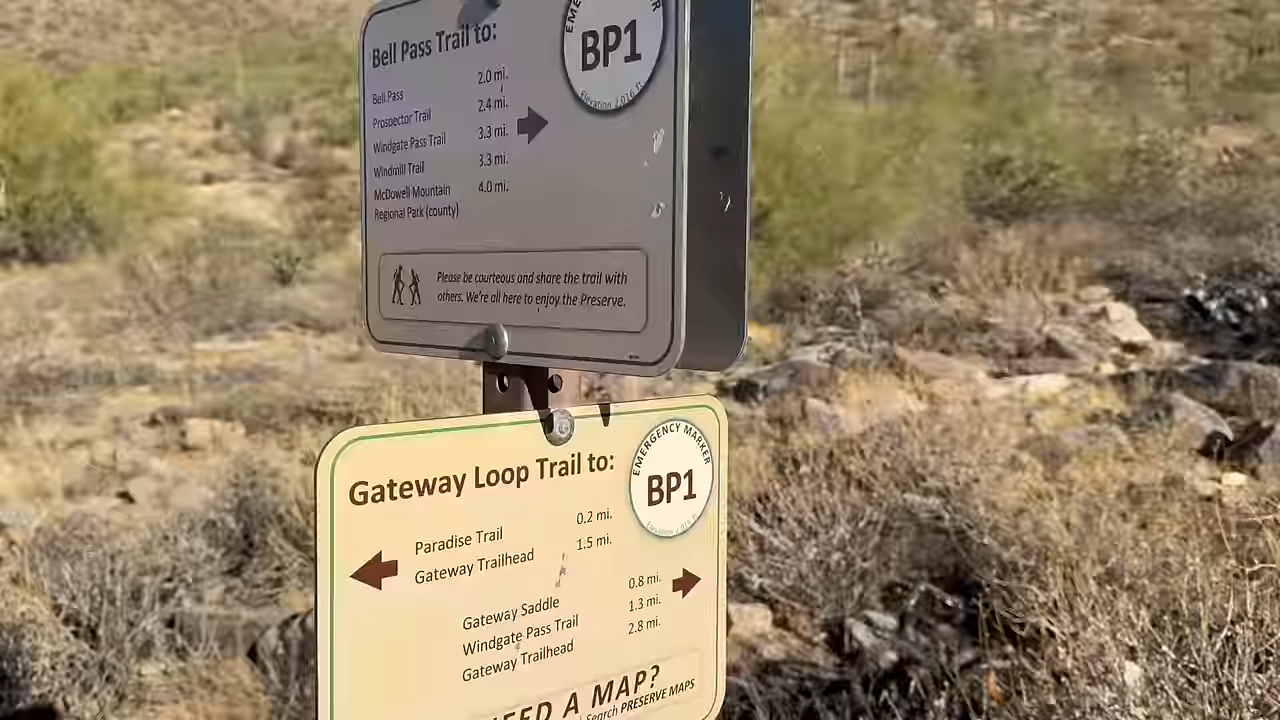 Bell Pass Trail to:
BP1
Bell Pass 2.0 mi.
Prospector Trail 2.4 mi.
Windgate Pass Trail 3.3 mi.
Windmill Trail 3.3 mi.
McDowell Mountain 4.0 mi.
Regional Park (county)
Please be courteous and share the trail with
others. We're all here to enjoy the Preserve.
Gateway Loop Trail to:
EMERGENCY MARKER
BP1
Paradise Trail 0.2 mi.
Gateway Trailhead 1.5 mi.
Gateway Saddle 0.8 mi.
Windgate Pass Trail 1.3 mi.
Gateway Trailhead 2.8 mi.
A MAP?
Search PRESERVE MAPS